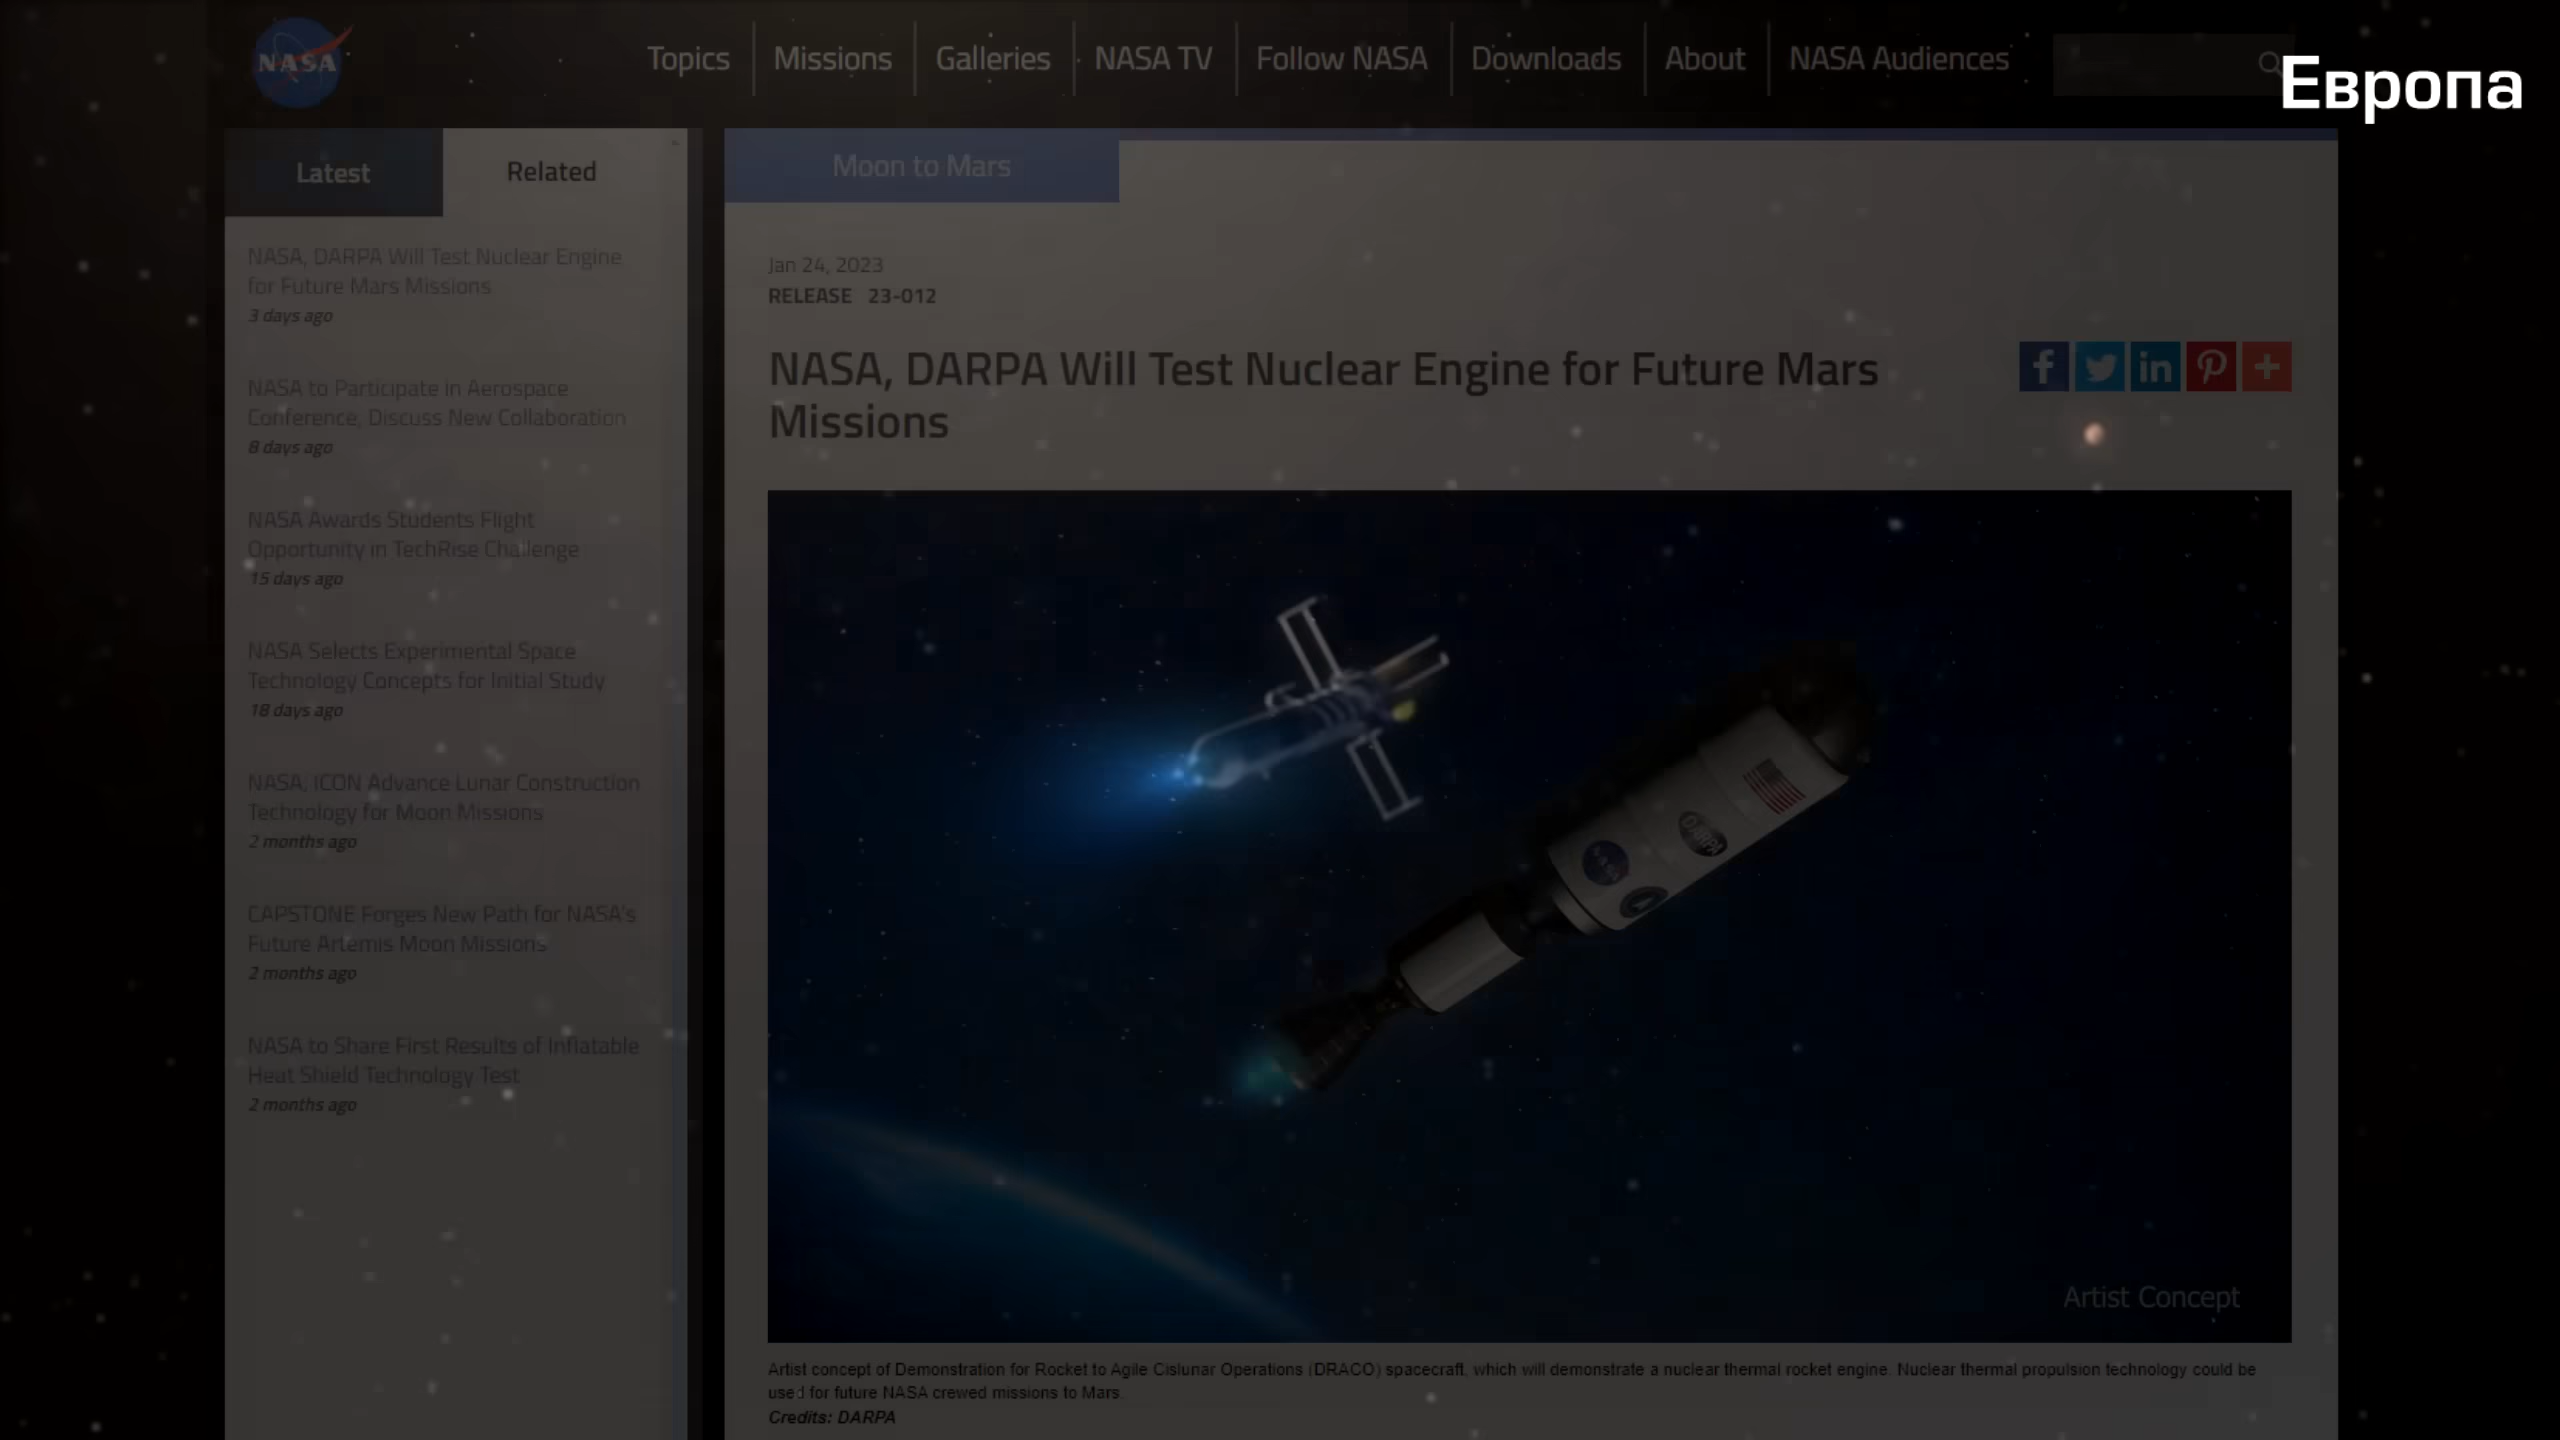 NASA
Topics
Missions
Galleries
NASA TV
Follow NASA
Downloads
About
NASA Audiences
Европа
Latest
Related
NASA, DARPA Will Test Nuclear Engine
for Future Mars Missions
3 days ago
NASA to Participate in Aerospace
Conference, Discuss New Collaboration
8 days ago
NASA Awards Students Flight
Opportunity in TechRise Challenge
15 days ago
NASA Selects Experimental Space
Technology Concepts for Initial Study
18 days ago
NASA, ICON Advance Lunar Construction
Technology for Moon Missions
2 months ago
CAPSTONE Forges New Path for NASA's
Future Artemis Moon Missions
2 months ago
NASA to Share First Results of Inflatable
Heat Shield Technology Test
2 months ago
Moon to Mars
Jan 24, 2023
RELEASE 23-012
NASA, DARPA Will Test Nuclear Engine for Future Mars
Missions
DARPA
NASA
Artist Concept
Artist concept of Demonstration for Rocket to Agile Cislunar Operations (DRACO) spacecraft, which will demonstrate a nuclear thermal rocket engine. Nuclear thermal propulsion technology could be
used for future NASA crewed missions to Mars.
Credits: DARPA